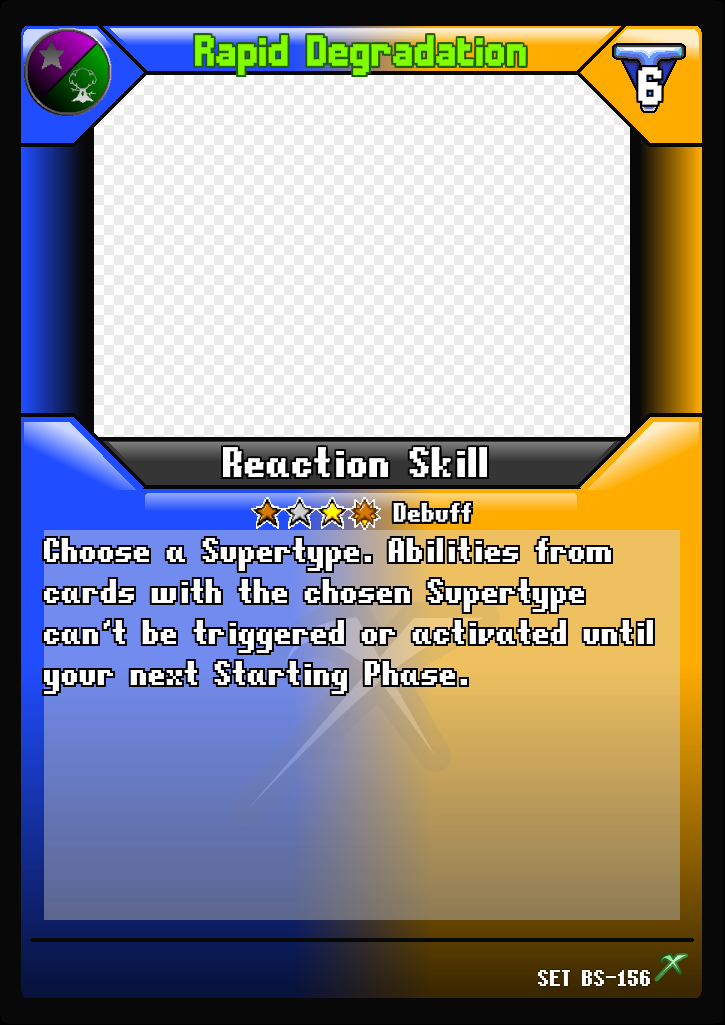 Rapid Degradation
6
Reaction Skill
Debuff
Choose a Supertype. Abilities from
cards with the chosen Supertype
can't be triggered or activated until
your next Starting Phase.
SET BS-156